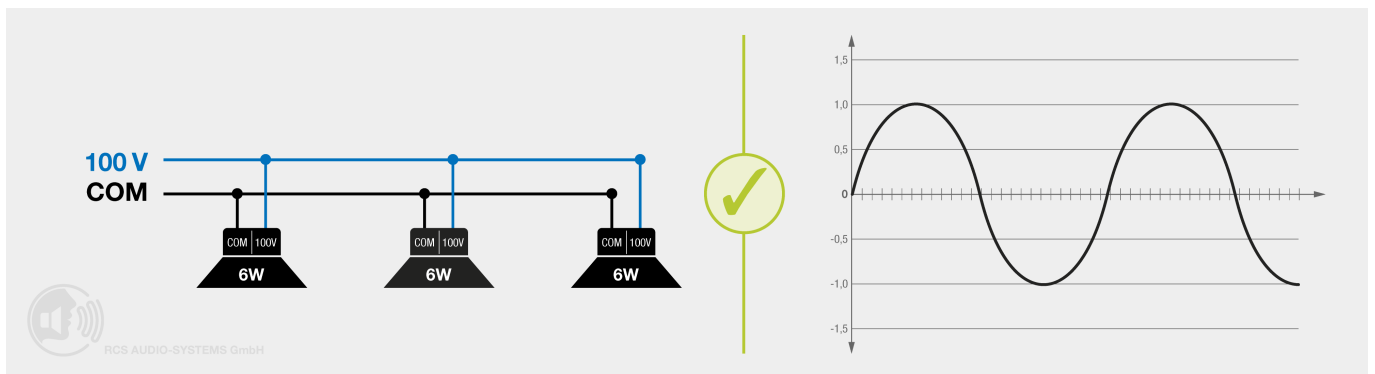 100 V
COM
COM 100V
6W
COM 100V
6W
COM 100V
6W
RCS AUDIO-SYSTEMS GmbH
1,5
1,0
0,5
0
-0,5
-1,0
-1,5